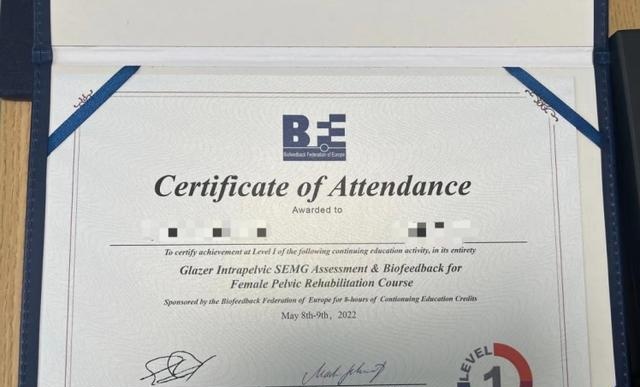 BFE
Biofeedback Federation of Europe
Certificate of Attendance
Awarded to
To certify achievement at Level I of the following continuing education activity, in its entirety
Glazer Intrapelvic SEMG Assessment & Biofeedback for
Female Pelvic Rehabilitation Course
Sponsored by the Biofeedback Federation of Europe for 8-hours of Contionuing Education Credits
May 8th-9th, 2022
LEVEL
1